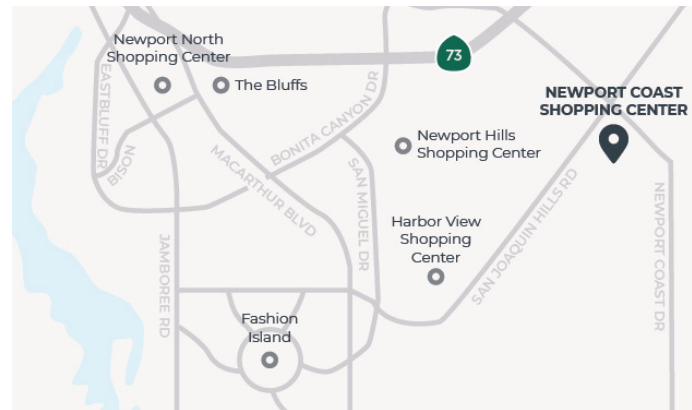 Newport North
Shopping Center
The Bluffs
73
NEWPORT COAST
SHOPPING CENTER
EASTBLUFF DR
BISON
BONITA CANYON DR
MACARTHUR BLVD
Newport Hills
Shopping Center
SAN MIGUEL DR
Harbor View
Shopping
Center
SAN JOAQUIN HILLS RD
NEWPORT COAST DR
JAMBOREE RD
Fashion
Island